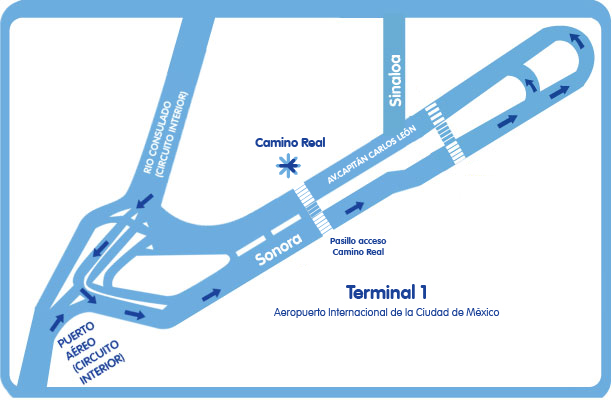 Sinaloa
RIO CONSULADO
(CIRCUITO INTERIOR)
Camino Real
AV.CAPITÁN CARLOS LEÓN
Sonora
Pasillo acceso
Camino Real
Terminal 1
Aeropuerto Internacional de la Ciudad de México
PUERTO
AÉREO
(CIRCUITO
INTERIOR)